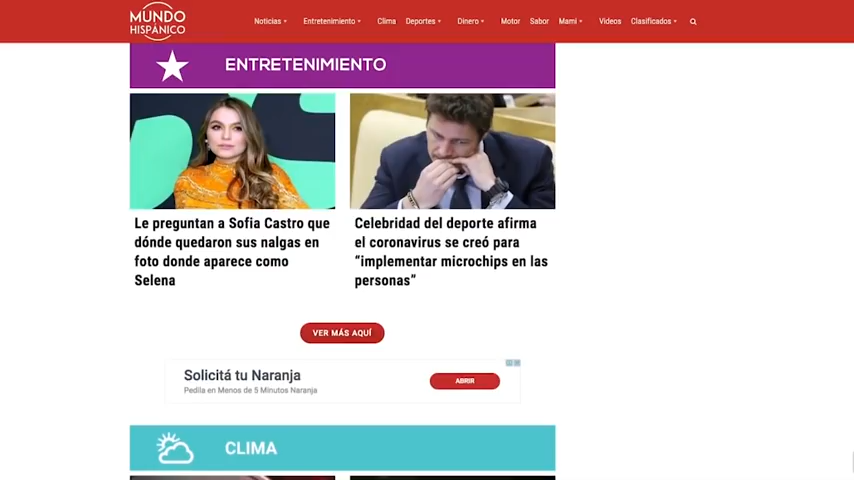 MUNDO
HISPÁNICO
Noticias
Entretenimiento
Clima
Deportes
Dinero
Motor
Sabor
Mami
Videos
Clasificados
ENTRETENIMIENTO
Le preguntan a Sofía Castro que
dónde quedaron sus nalgas en
foto donde aparece como
Selena
Celebridad del deporte afirma
el coronavirus se creó para
“implementar microchips en las
personas”
VER MÁS AQUÍ
Solicitá tu Naranja
Pedila en Menos de 5 Minutos Naranja
ABRIR
CLIMA